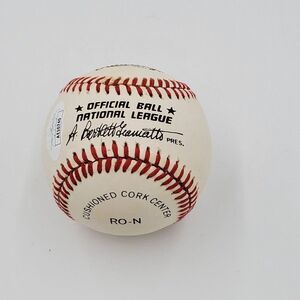 OFFICIAL BALL
NATIONAL LEAGUE
A. Bartlett Giamatti PRES.
CUSHIONED CORK CENTER
RO-N